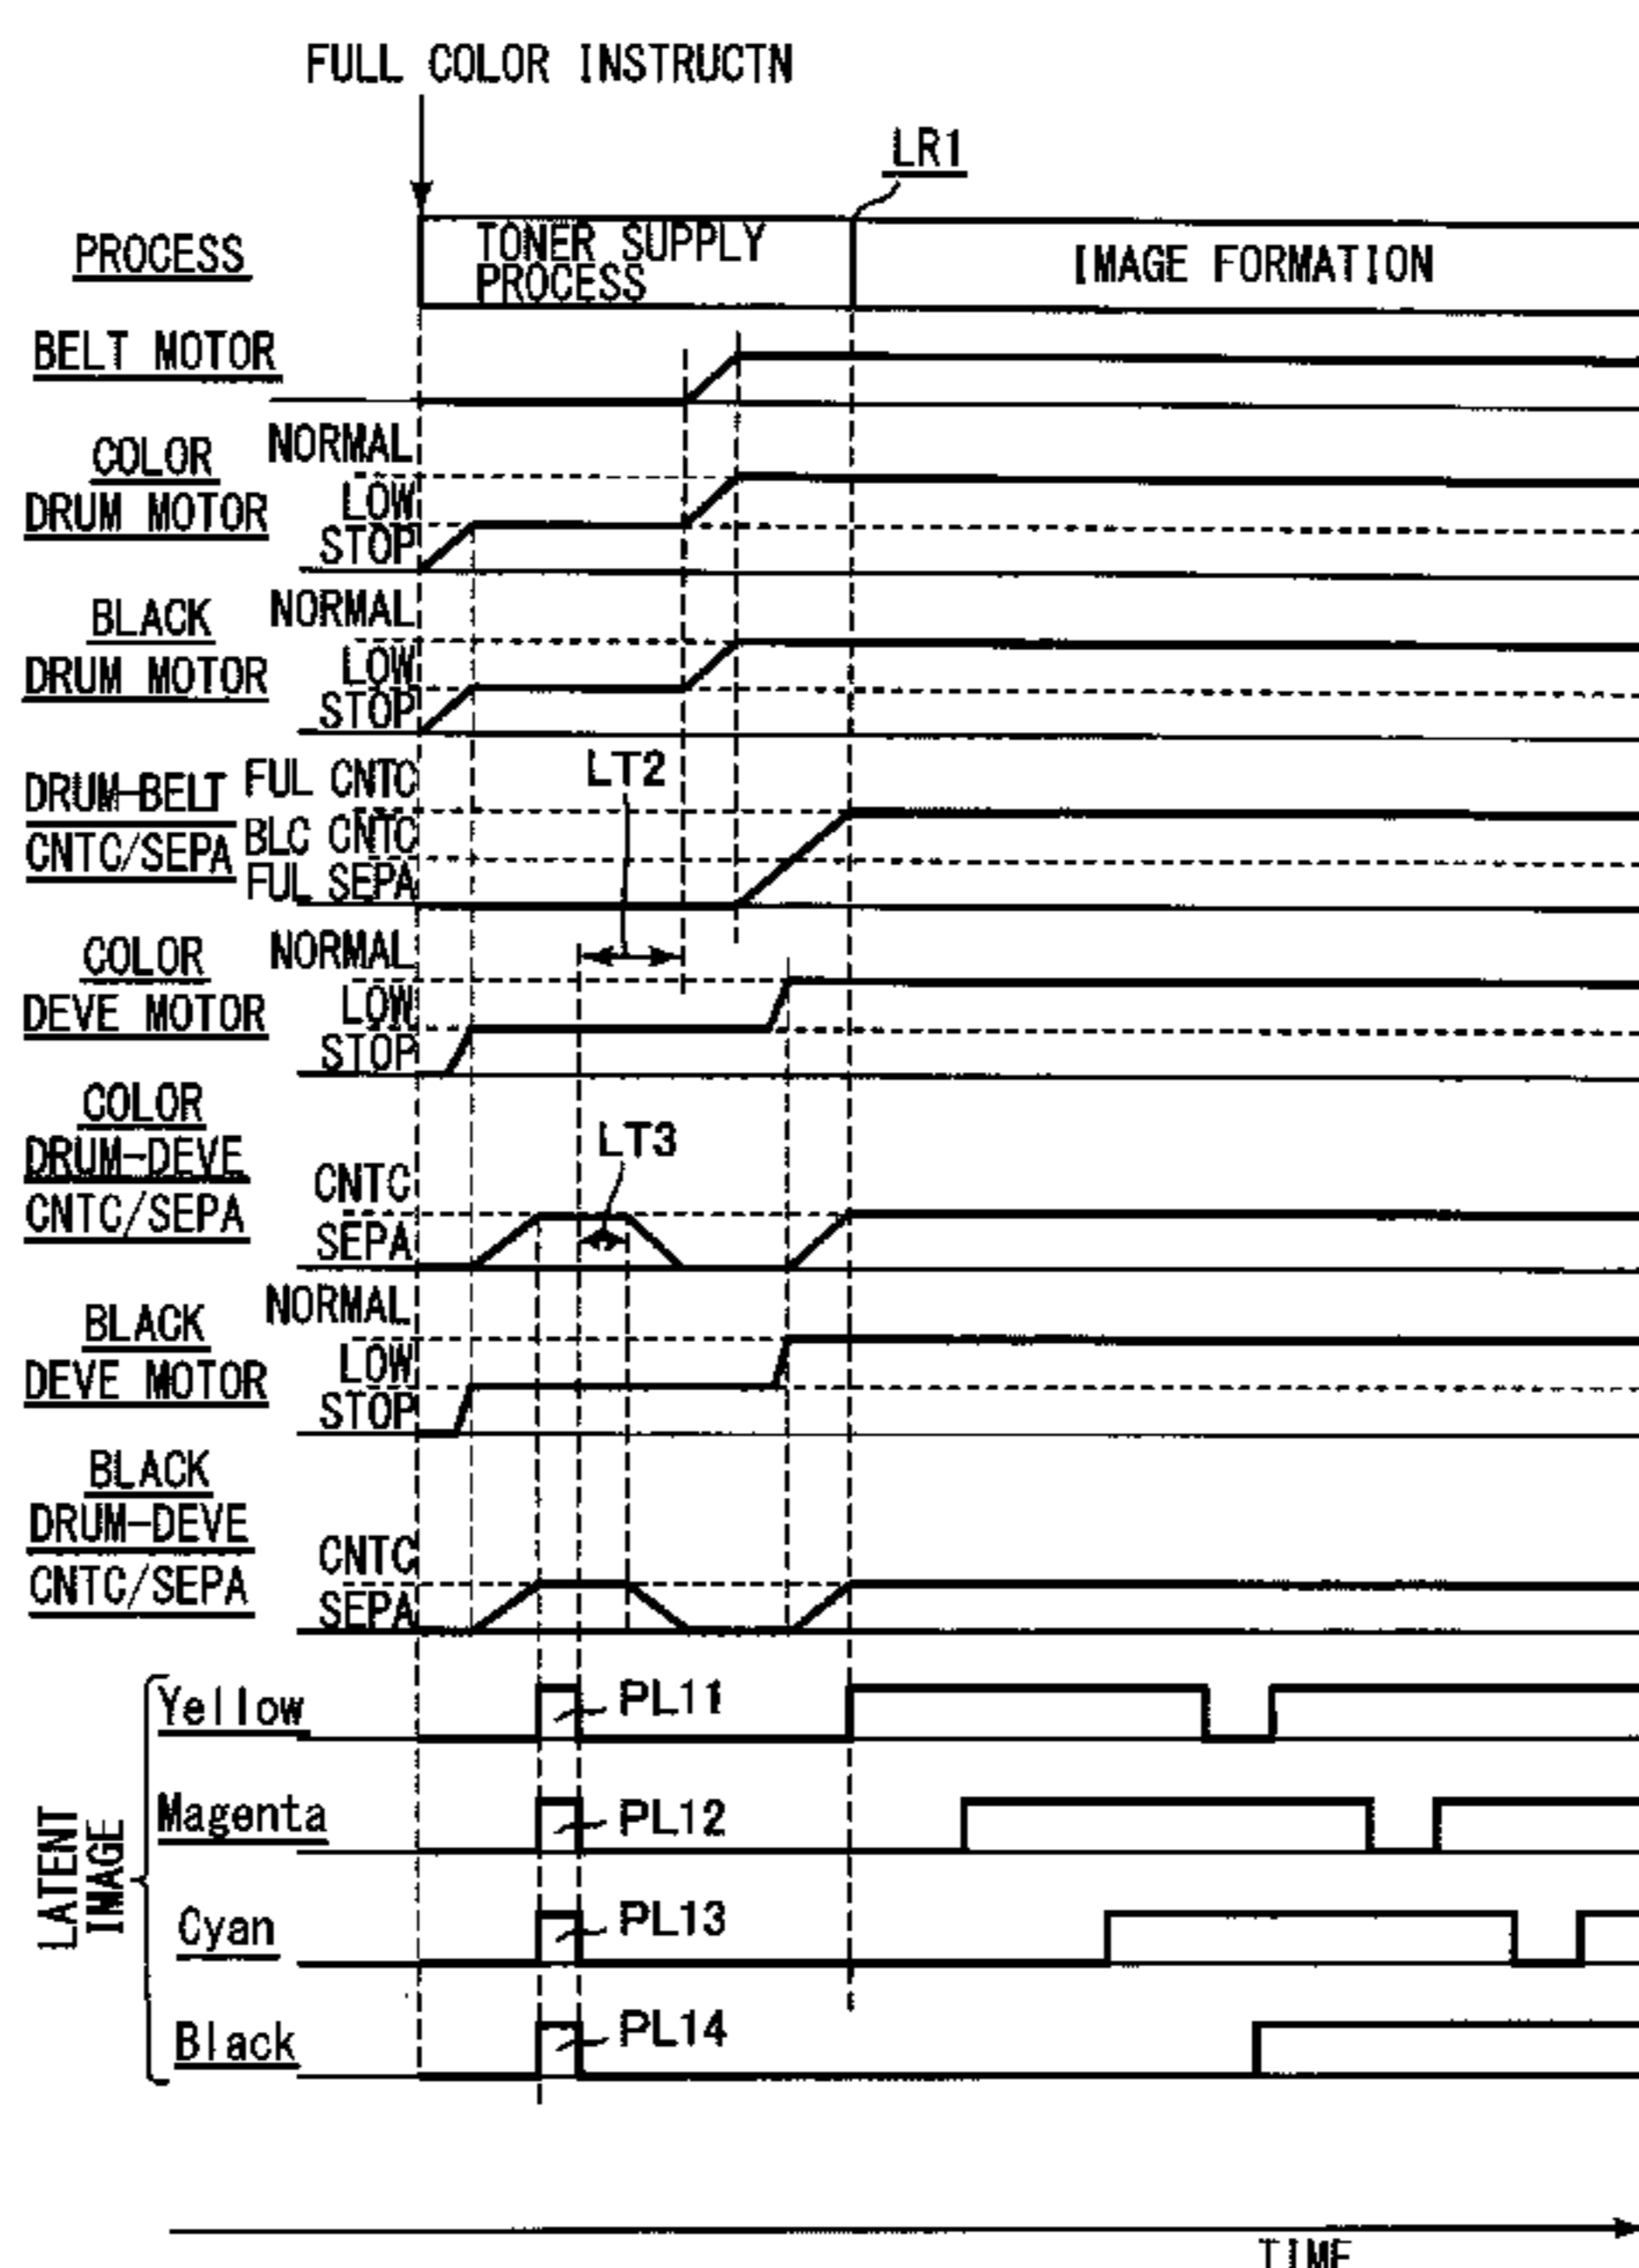 FULL COLOR INSTRUCTN
LR1
PROCESS
TONER SUPPLY
PROCESS
IMAGE FORMATION
BELT MOTOR
COLOR
DRUM MOTOR
NORMAL
LOW
STOP
BLACK
DRUM MOTOR
NORMAL
LOW
STOP
LT2
DRUM-BELT
CNTC/SEPA
FUL CNTC
BLC CNTC
FUL SEPA
COLOR
DEVE MOTOR
NORMAL
LOW
STOP
COLOR
DRUM-DEVE
CNTC/SEPA
LT3
CNTC
SEPA
BLACK
DEVE MOTOR
NORMAL
LOW
STOP
BLACK
DRUM-DEVE
CNTC/SEPA
CNTC
SEPA
LATENT
IMAGE
Yellow
PL11
Magenta
PL12
Cyan
PL13
Black
PL14
TIME